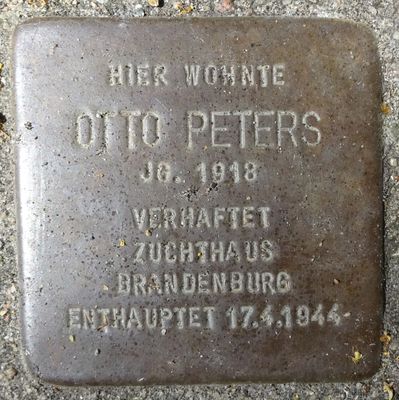 HIER WOHNTE
OTTO PETERS
JG. 1918
VERHAFTET
ZUCHTHAUS
BRANDENBURG
ENTHAUPTET 17.4.1944